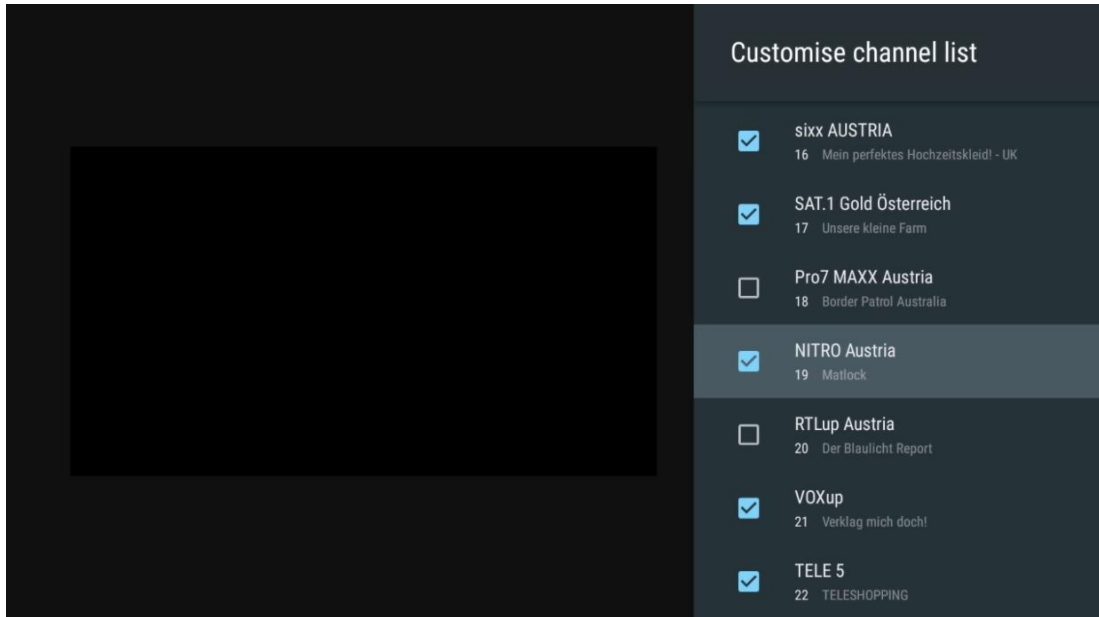 Customise channel list
sixx AUSTRIA
16 Mein perfektes Hochzeitskleid! - UK
SAT.1 Gold Österreich
17 Unsere kleine Farm
Pro7 MAXX Austria
18 Border Patrol Australia
NITRO Austria
19 Matlock
RTLup Austria
20 Der Blaulicht Report
VOXup
21 Verklag mich doch!
TELE 5
22 TELESHOPPING